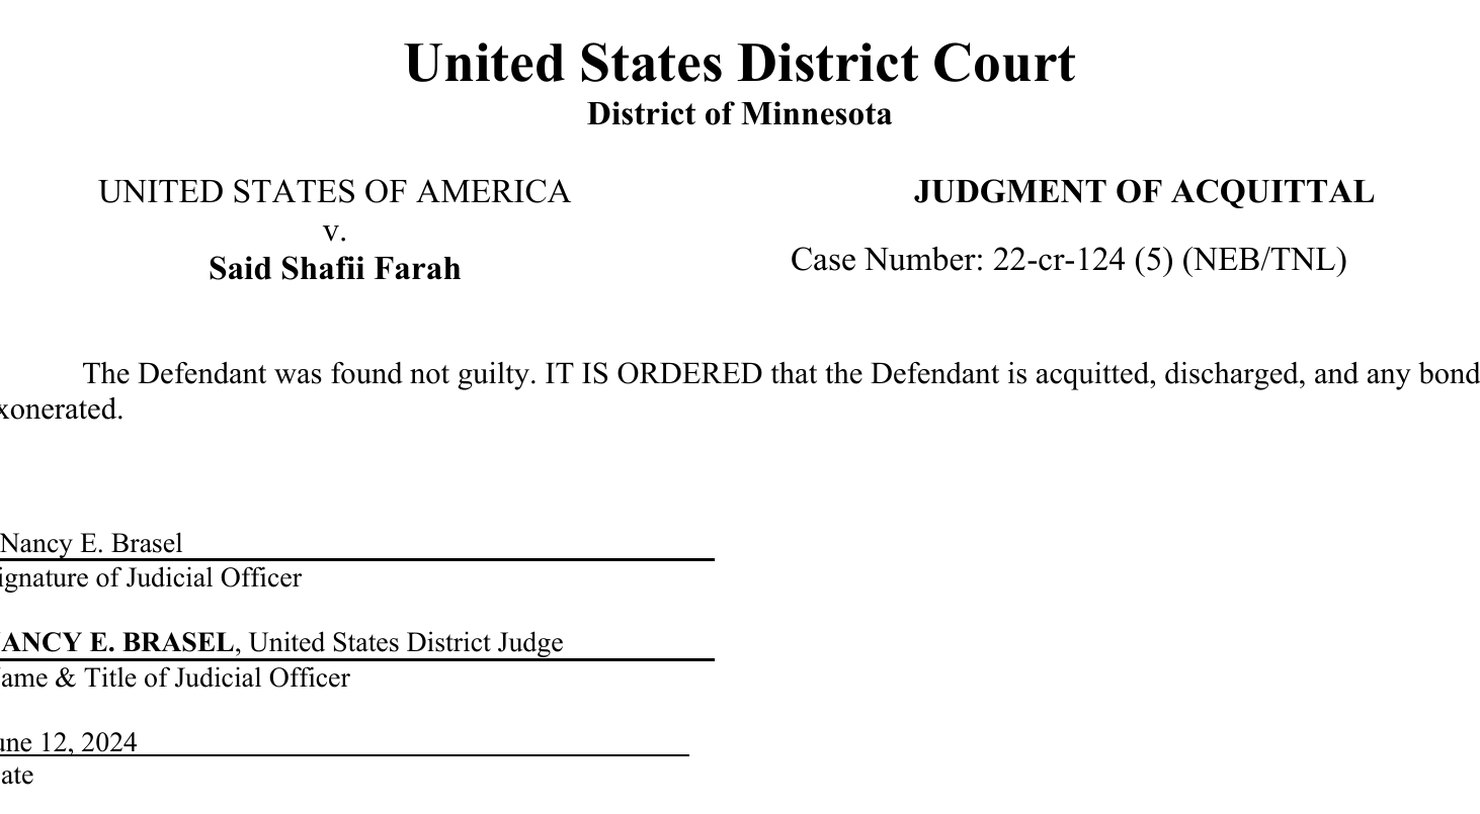 United States District Court
District of Minnesota
UNITED STATES OF AMERICA
v.
Said Shafii Farah
JUDGMENT OF ACQUITTAL
Case Number: 22-cr-124 (5) (NEB/TNL)
The Defendant was found not guilty. IT IS ORDERED that the Defendant is acquitted, discharged, and any bond
xonerated.
Nancy E. Brasel
ignature of Judicial Officer
ANCY E. BRASEL, United States District Judge
ame & Title of Judicial Officer
une 12, 2024
ate